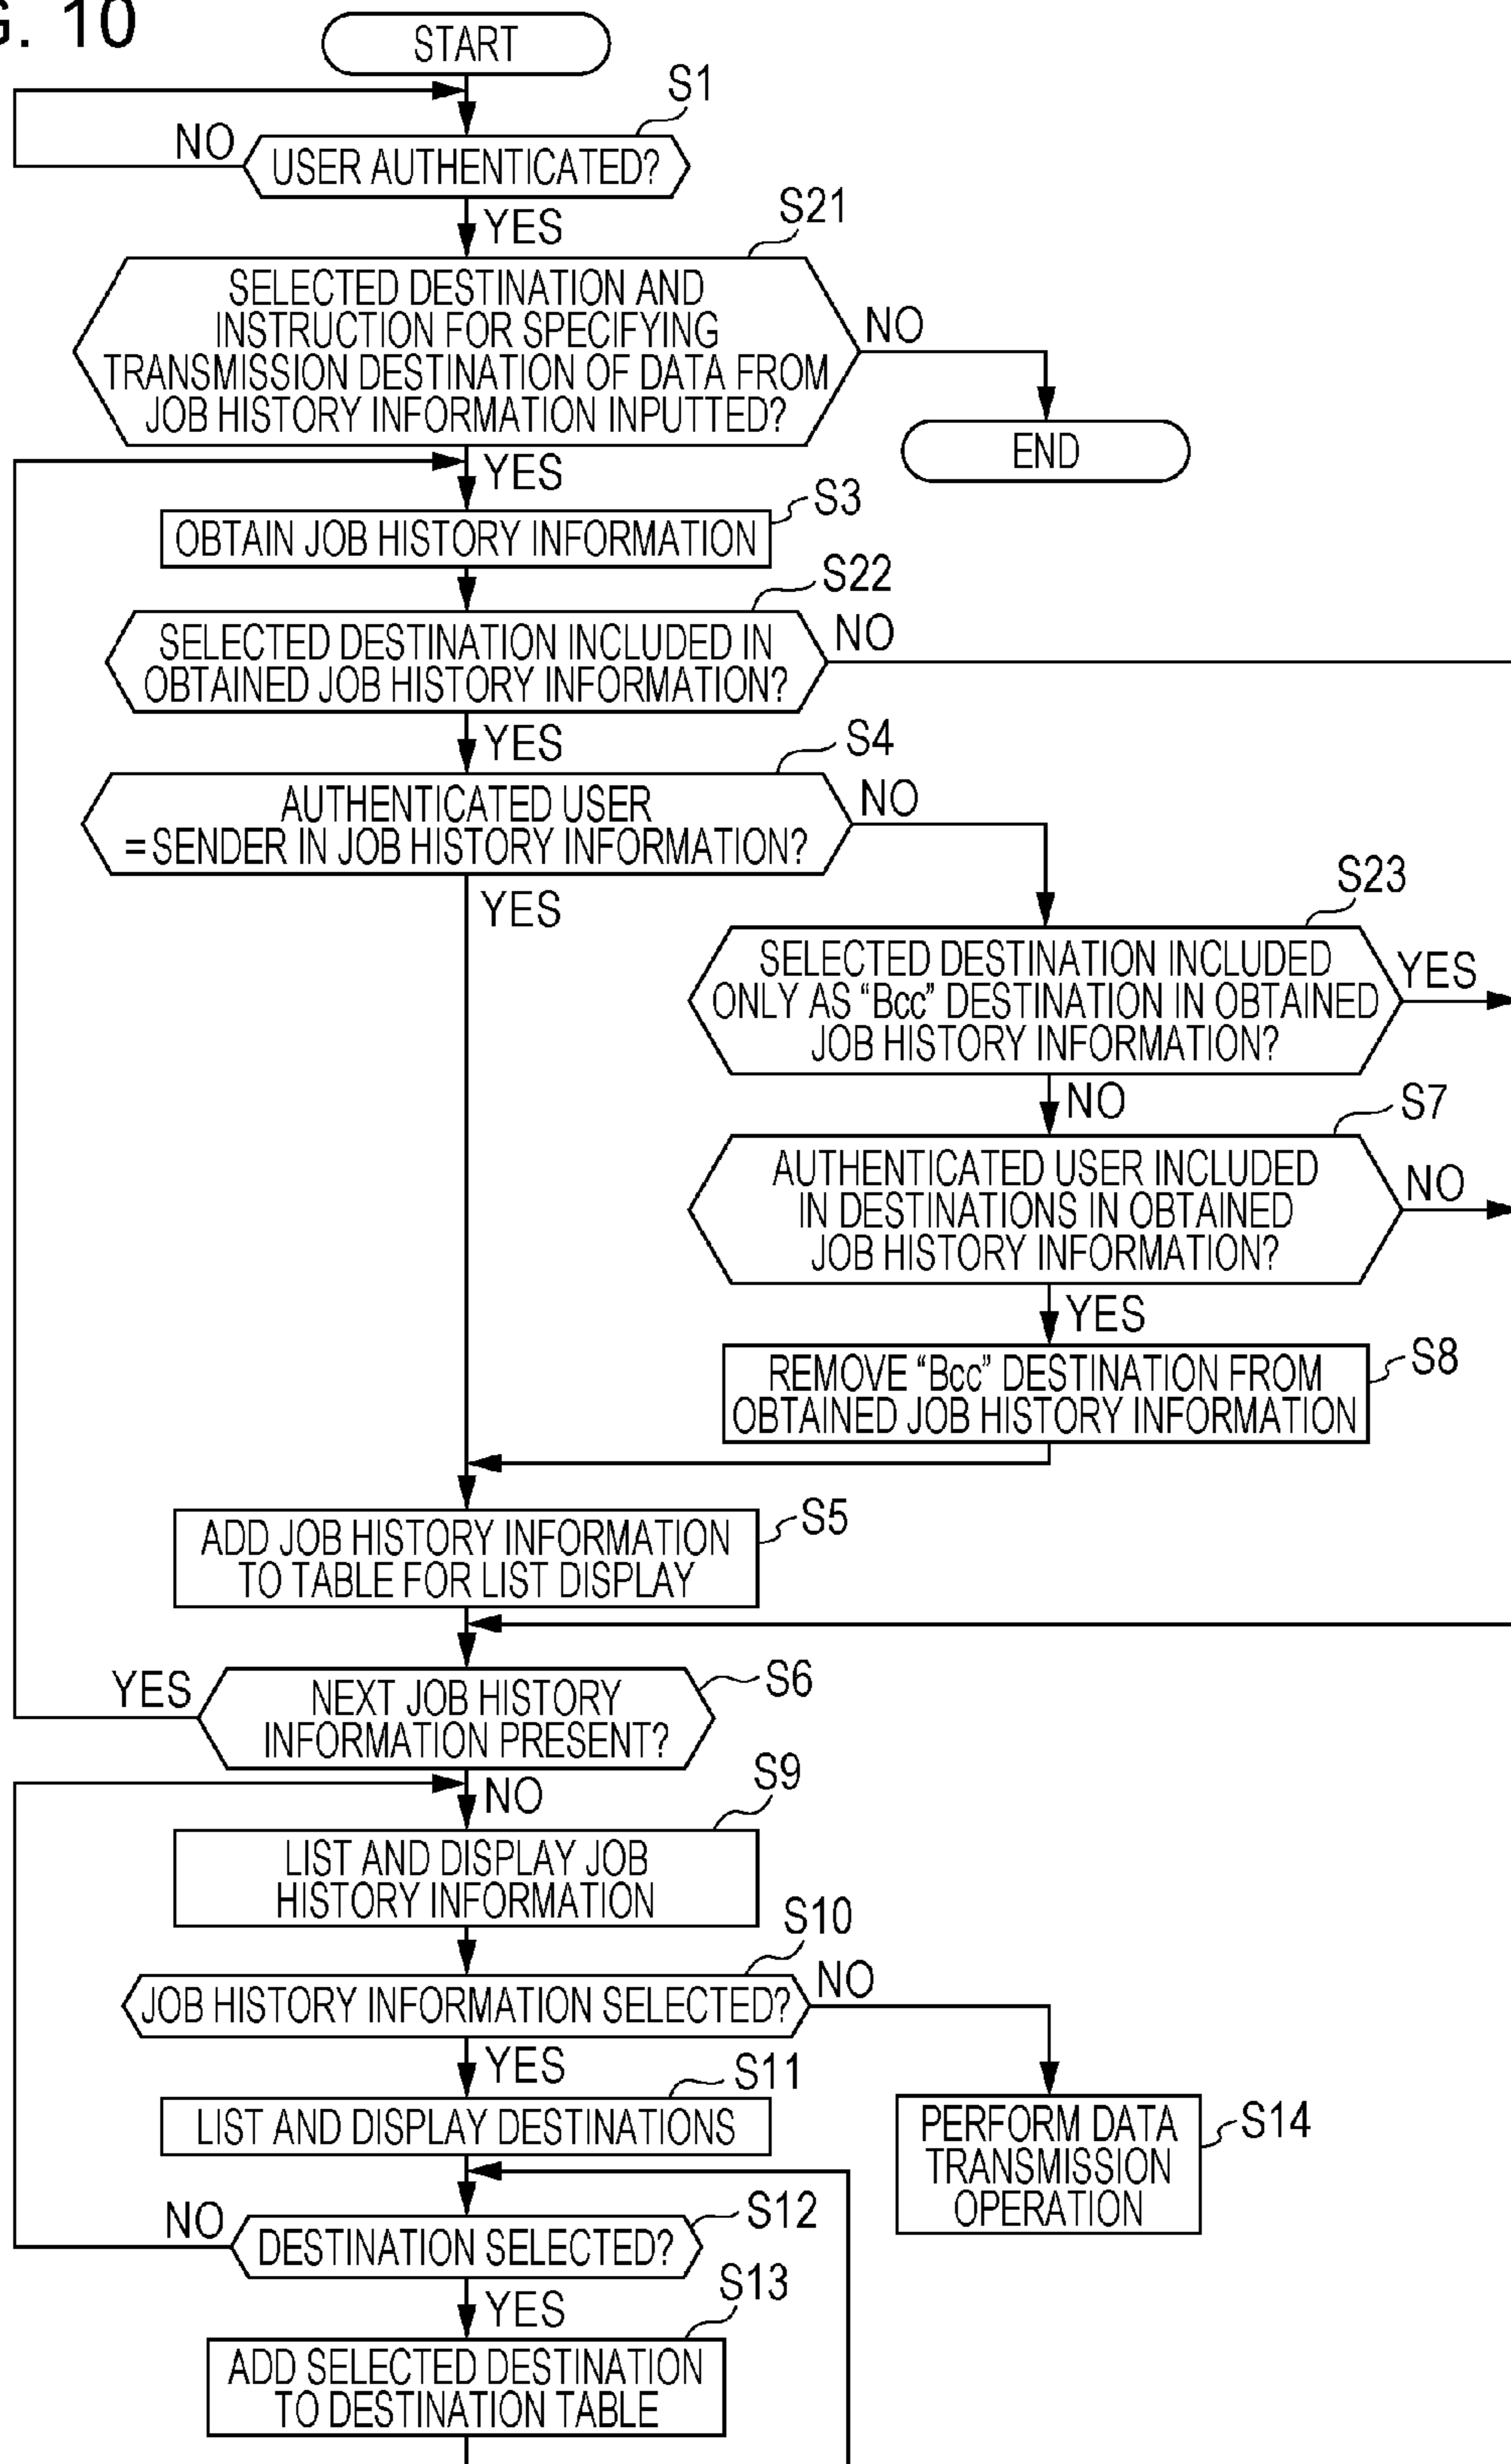 G. 10
START
S1
NO
USER AUTHENTICATED?
YES
S21
SELECTED DESTINATION AND
INSTRUCTION FOR SPECIFYING
TRANSMISSION DESTINATION OF DATA FROM
JOB HISTORY INFORMATION INPUTTED?
NO
END
YES
S3
OBTAIN JOB HISTORY INFORMATION
S22
SELECTED DESTINATION INCLUDED IN
OBTAINED JOB HISTORY INFORMATION?
NO
YES
S4
AUTHENTICATED USER
=SENDER IN JOB HISTORY INFORMATION?
NO
YES
S23
SELECTED DESTINATION INCLUDED
ONLY AS “Bcc” DESTINATION IN OBTAINED
JOB HISTORY INFORMATION?
YES
NO
S7
AUTHENTICATED USER INCLUDED
IN DESTINATIONS IN OBTAINED
JOB HISTORY INFORMATION?
NO
YES
S8
REMOVE “Bcc” DESTINATION FROM
OBTAINED JOB HISTORY INFORMATION
S5
ADD JOB HISTORY INFORMATION
TO TABLE FOR LIST DISPLAY
S6
YES
NEXT JOB HISTORY
INFORMATION PRESENT?
NO
S9
LIST AND DISPLAY JOB
HISTORY INFORMATION
S10
JOB HISTORY INFORMATION SELECTED?
NO
YES
S11
LIST AND DISPLAY DESTINATIONS
PERFORM DATA
TRANSMISSION
OPERATION
S14
S12
NO
DESTINATION SELECTED?
YES
S13
ADD SELECTED DESTINATION
TO DESTINATION TABLE